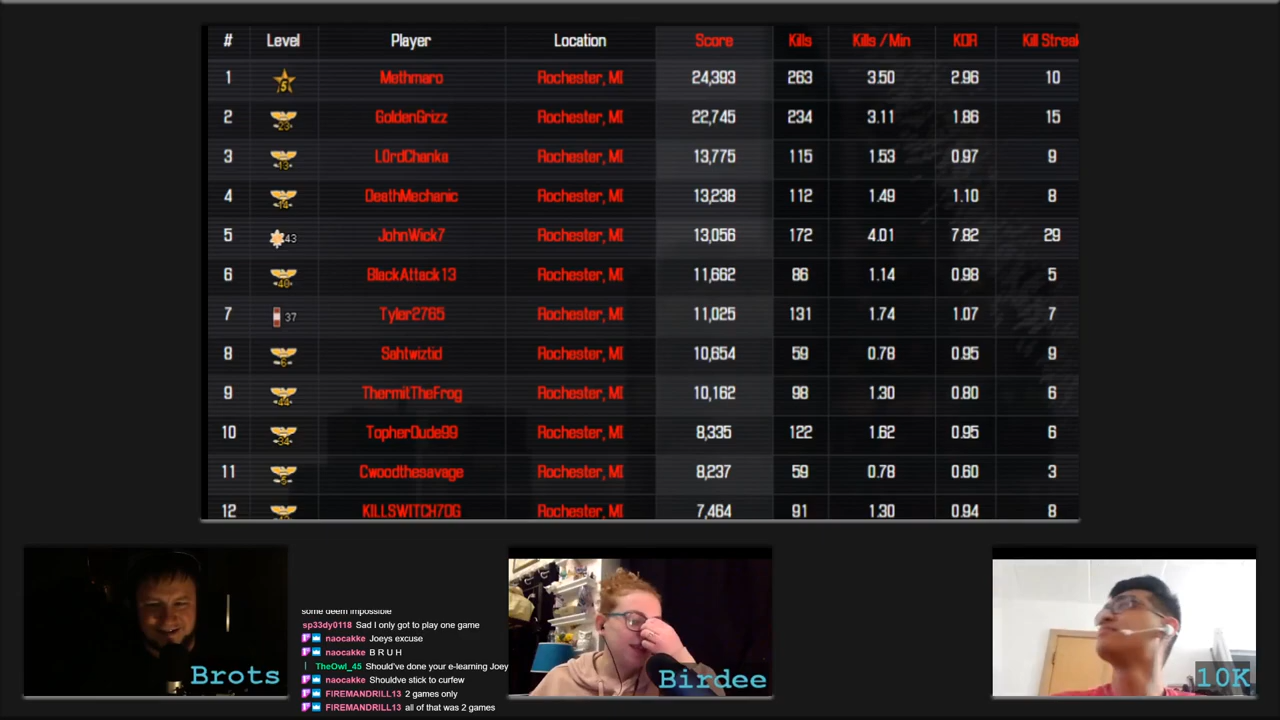 # Level Player Location Score Kills Kills / Min KDR Kill Streak
1 5 Methmaro Rochester, MI 24,393 263 3.50 2.96 10
2 23 GoldenGrizz Rochester, MI 22,745 234 3.11 1.86 15
3 13 L0rdChanka Rochester, MI 13,775 115 1.53 0.97 9
4 14 DeathMechanic Rochester, MI 13,238 112 1.49 1.10 8
5 43 JohnWick7 Rochester, MI 13,056 172 4.01 7.82 29
6 40 BlackAttack13 Rochester, MI 11,662 86 1.14 0.98 5
7 37 Tyler2765 Rochester, MI 11,025 131 1.74 1.07 7
8 6 Sahtwiztid Rochester, MI 10,654 59 0.78 0.95 9
9 44 ThermitTheFrog Rochester, MI 10,162 98 1.30 0.80 6
10 34 TopherDude99 Rochester, MI 8,335 122 1.62 0.95 6
11 5 Cwoodthesavage Rochester, MI 8,237 59 0.78 0.60 3
12 KILLSWITCH7DG Rochester, MI 7,464 91 1.30 0.94 8
some deem impossible
sp33dy0118 Sad I only got to play one game
naocakke Joeys excuse
naocakke B R U H
TheOwl_45 Should've done your e-learning Joey
naocakke Shouldve stick to curfew
FIREMANDRILL13 2 games only
FIREMANDRILL13 all of that was 2 games
Brots
Birdee
10K